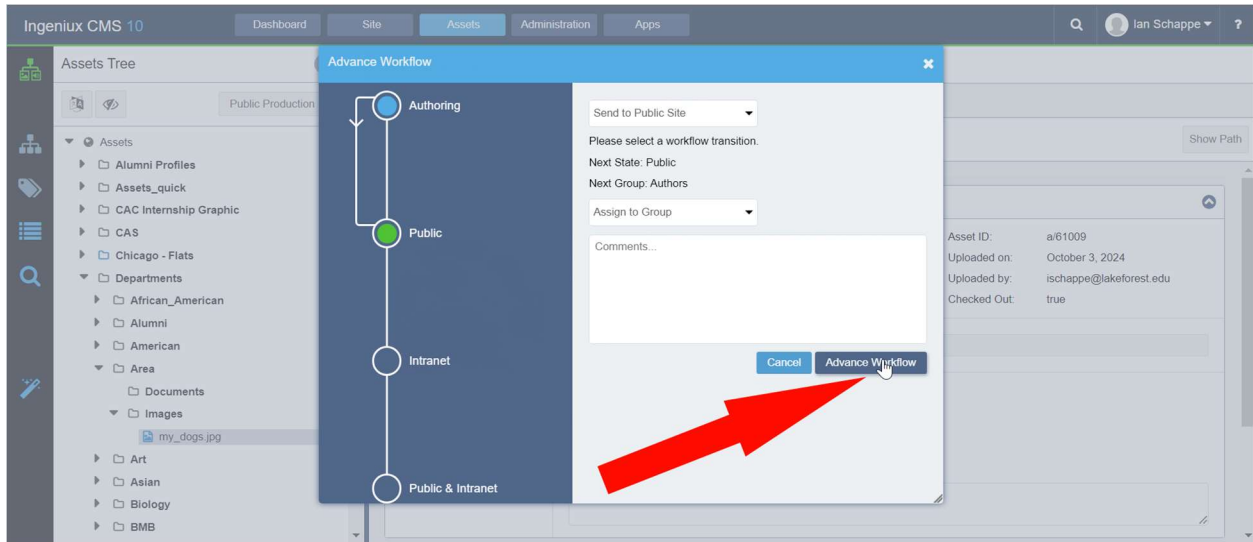 Ingeniux CMS 10
Dashboard
Site
Assets
Administration
Apps
Ian Schappe
?
Assets Tree
Public Production
Assets
Alumni Profiles
Assets_quick
CAC Internship Graphic
CAS
Chicago - Flats
Departments
African_American
Alumni
American
Area
Documents
Images
my_dogs.jpg
Art
Asian
Biology
BMB
Advance Workflow
Authoring
Public
Intranet
Public & Intranet
Send to Public Site
Please select a workflow transition.
Next State: Public
Next Group: Authors
Assign to Group
Comments...
Cancel
Advance Workflow
Show Path
Asset ID: a/61009
Uploaded on: October 3, 2024
Uploaded by: ischappe@lakeforest.edu
Checked Out: true